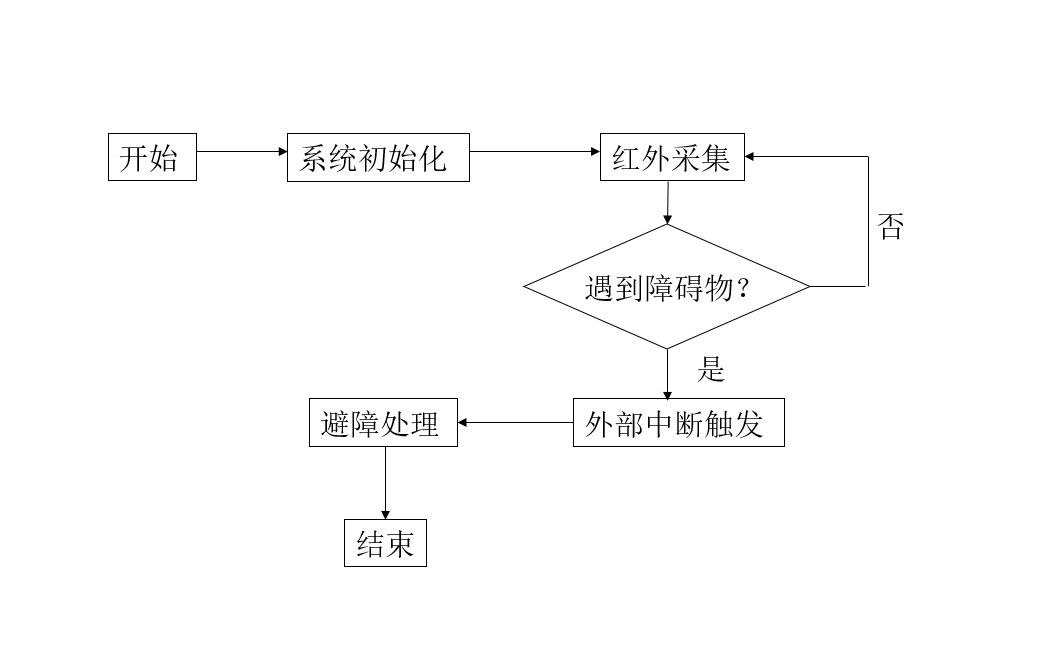 开始
系统初始化
红外采集
否
遇到障碍物？
是
避障处理
外部中断触发
结束